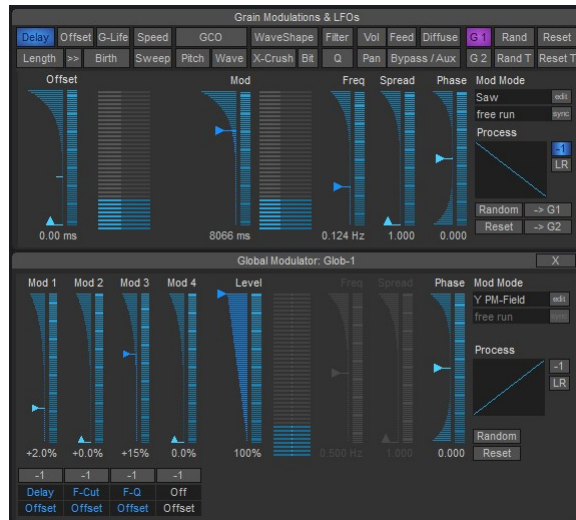 Grain Modulations & LFOs
Delay Offset G-Life Speed GCO WaveShape Filter Vol Feed Diffuse G 1 Rand Reset
Length >> Birth Sweep Pitch Wave X-Crush Bit Q Pan Bypass / Aux G 2 Rand T Reset T
Offset Mod Freq Spread Phase Mod Mode
Saw edit
free run sync
Process
-1
LR
Random -> G1
Reset -> G2
0.00 ms 8066 ms 0.124 Hz 1.000 0.000
Global Modulator: Glob-1 X
Mod 1 Mod 2 Mod 3 Mod 4 Level Freq Spread Phase Mod Mode
Y PM-Field edit
free run sync
Process
-1
LR
Random
+2.0% +0.0% +15% 0.0% 100% 0.500 Hz 1.000 0.000 Reset
-1 -1 -1 -1
Delay F-Cut F-Q Off
Offset Offset Offset Offset